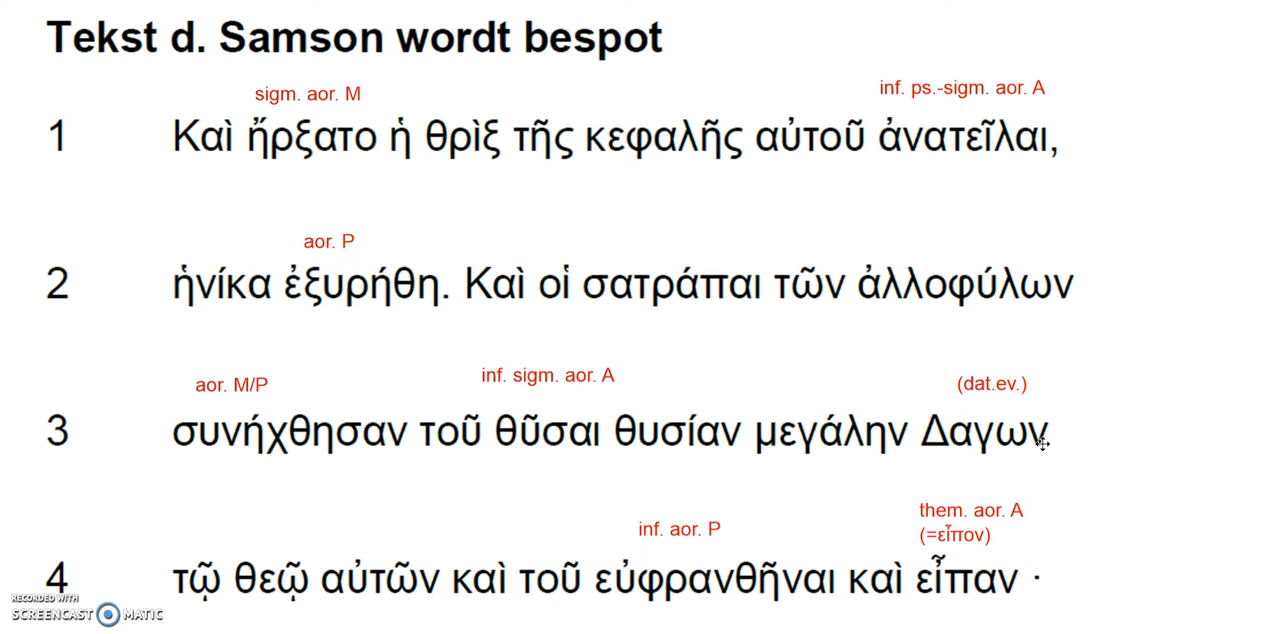 Tekst d. Samson wordt bespot
sigm. aor. M inf. ps.-sigm. aor. A
1 Καὶ ἤρξατο ἡ θρὶξ τῆς κεφαλῆς αὐτοῦ ἀνατεῖλαι,
aor. P
2 ἡνίκα ἐξυρήθη. Καὶ οἱ σατράπαι τῶν ἀλλοφύλων
aor. M/P inf. sigm. aor. A (dat.ev.)
3 συνήχθησαν τοῦ θῦσαι θυσίαν μεγάλην Δαγων
inf. aor. P them. aor. A
(=εἶπον)
4 τῷ θεῷ αὐτῶν καὶ τοῦ εὐφρανθῆναι καὶ εἶπαν ·
RECORDED WITH
SCREENCAST MATIC